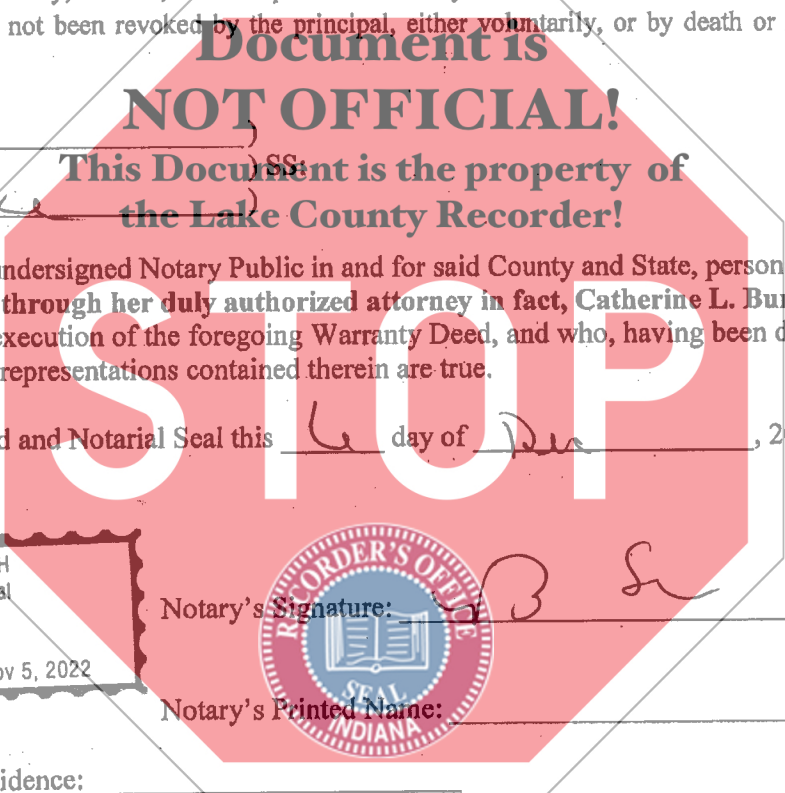 not been revoked by the principal, either voluntarily, or by death or
Document is
NOT OFFICIAL!
)
This Document is the property of
) SS:
)
the Lake County Recorder!
ndersigned Notary Public in and for said County and State, person
through her duly authorized attorney in fact, Catherine L. Bu
execution of the foregoing Warranty Deed, and who, having been d
representations contained therein are true.
STOP
d and Notarial Seal this 6 day of Dec, 2
H
al
RECORDER'S OFFICE
Notary's Signature:
ov 5, 2022
SEAL
Notary's Printed Name:
INDIANA
idence: